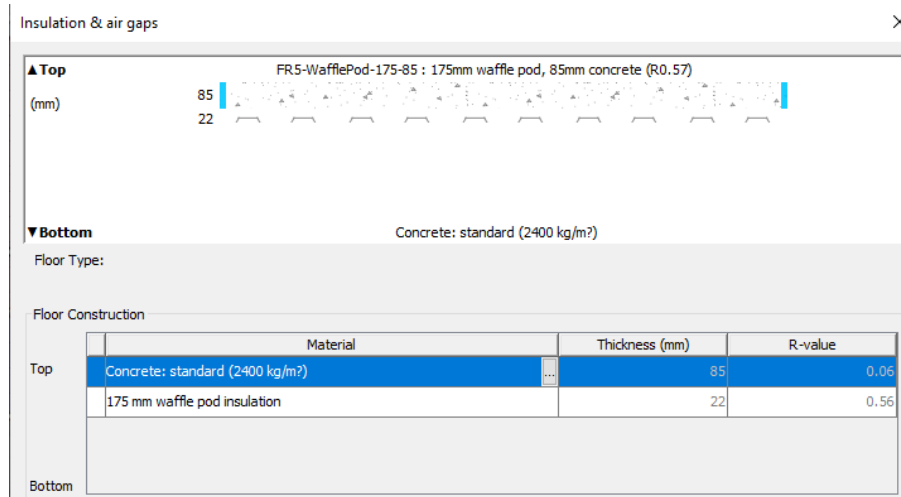 Insulation & air gaps
▲Top
FR5-WafflePod-175-85 : 175mm waffle pod, 85mm concrete (R0.57)
(mm)
85
22
▼Bottom
Concrete: standard (2400 kg/m?)
Floor Type:
Floor Construction
Material Thickness (mm) R-value
Top
Concrete: standard (2400 kg/m?) ... 85 0.06
175 mm waffle pod insulation 22 0.56
Bottom